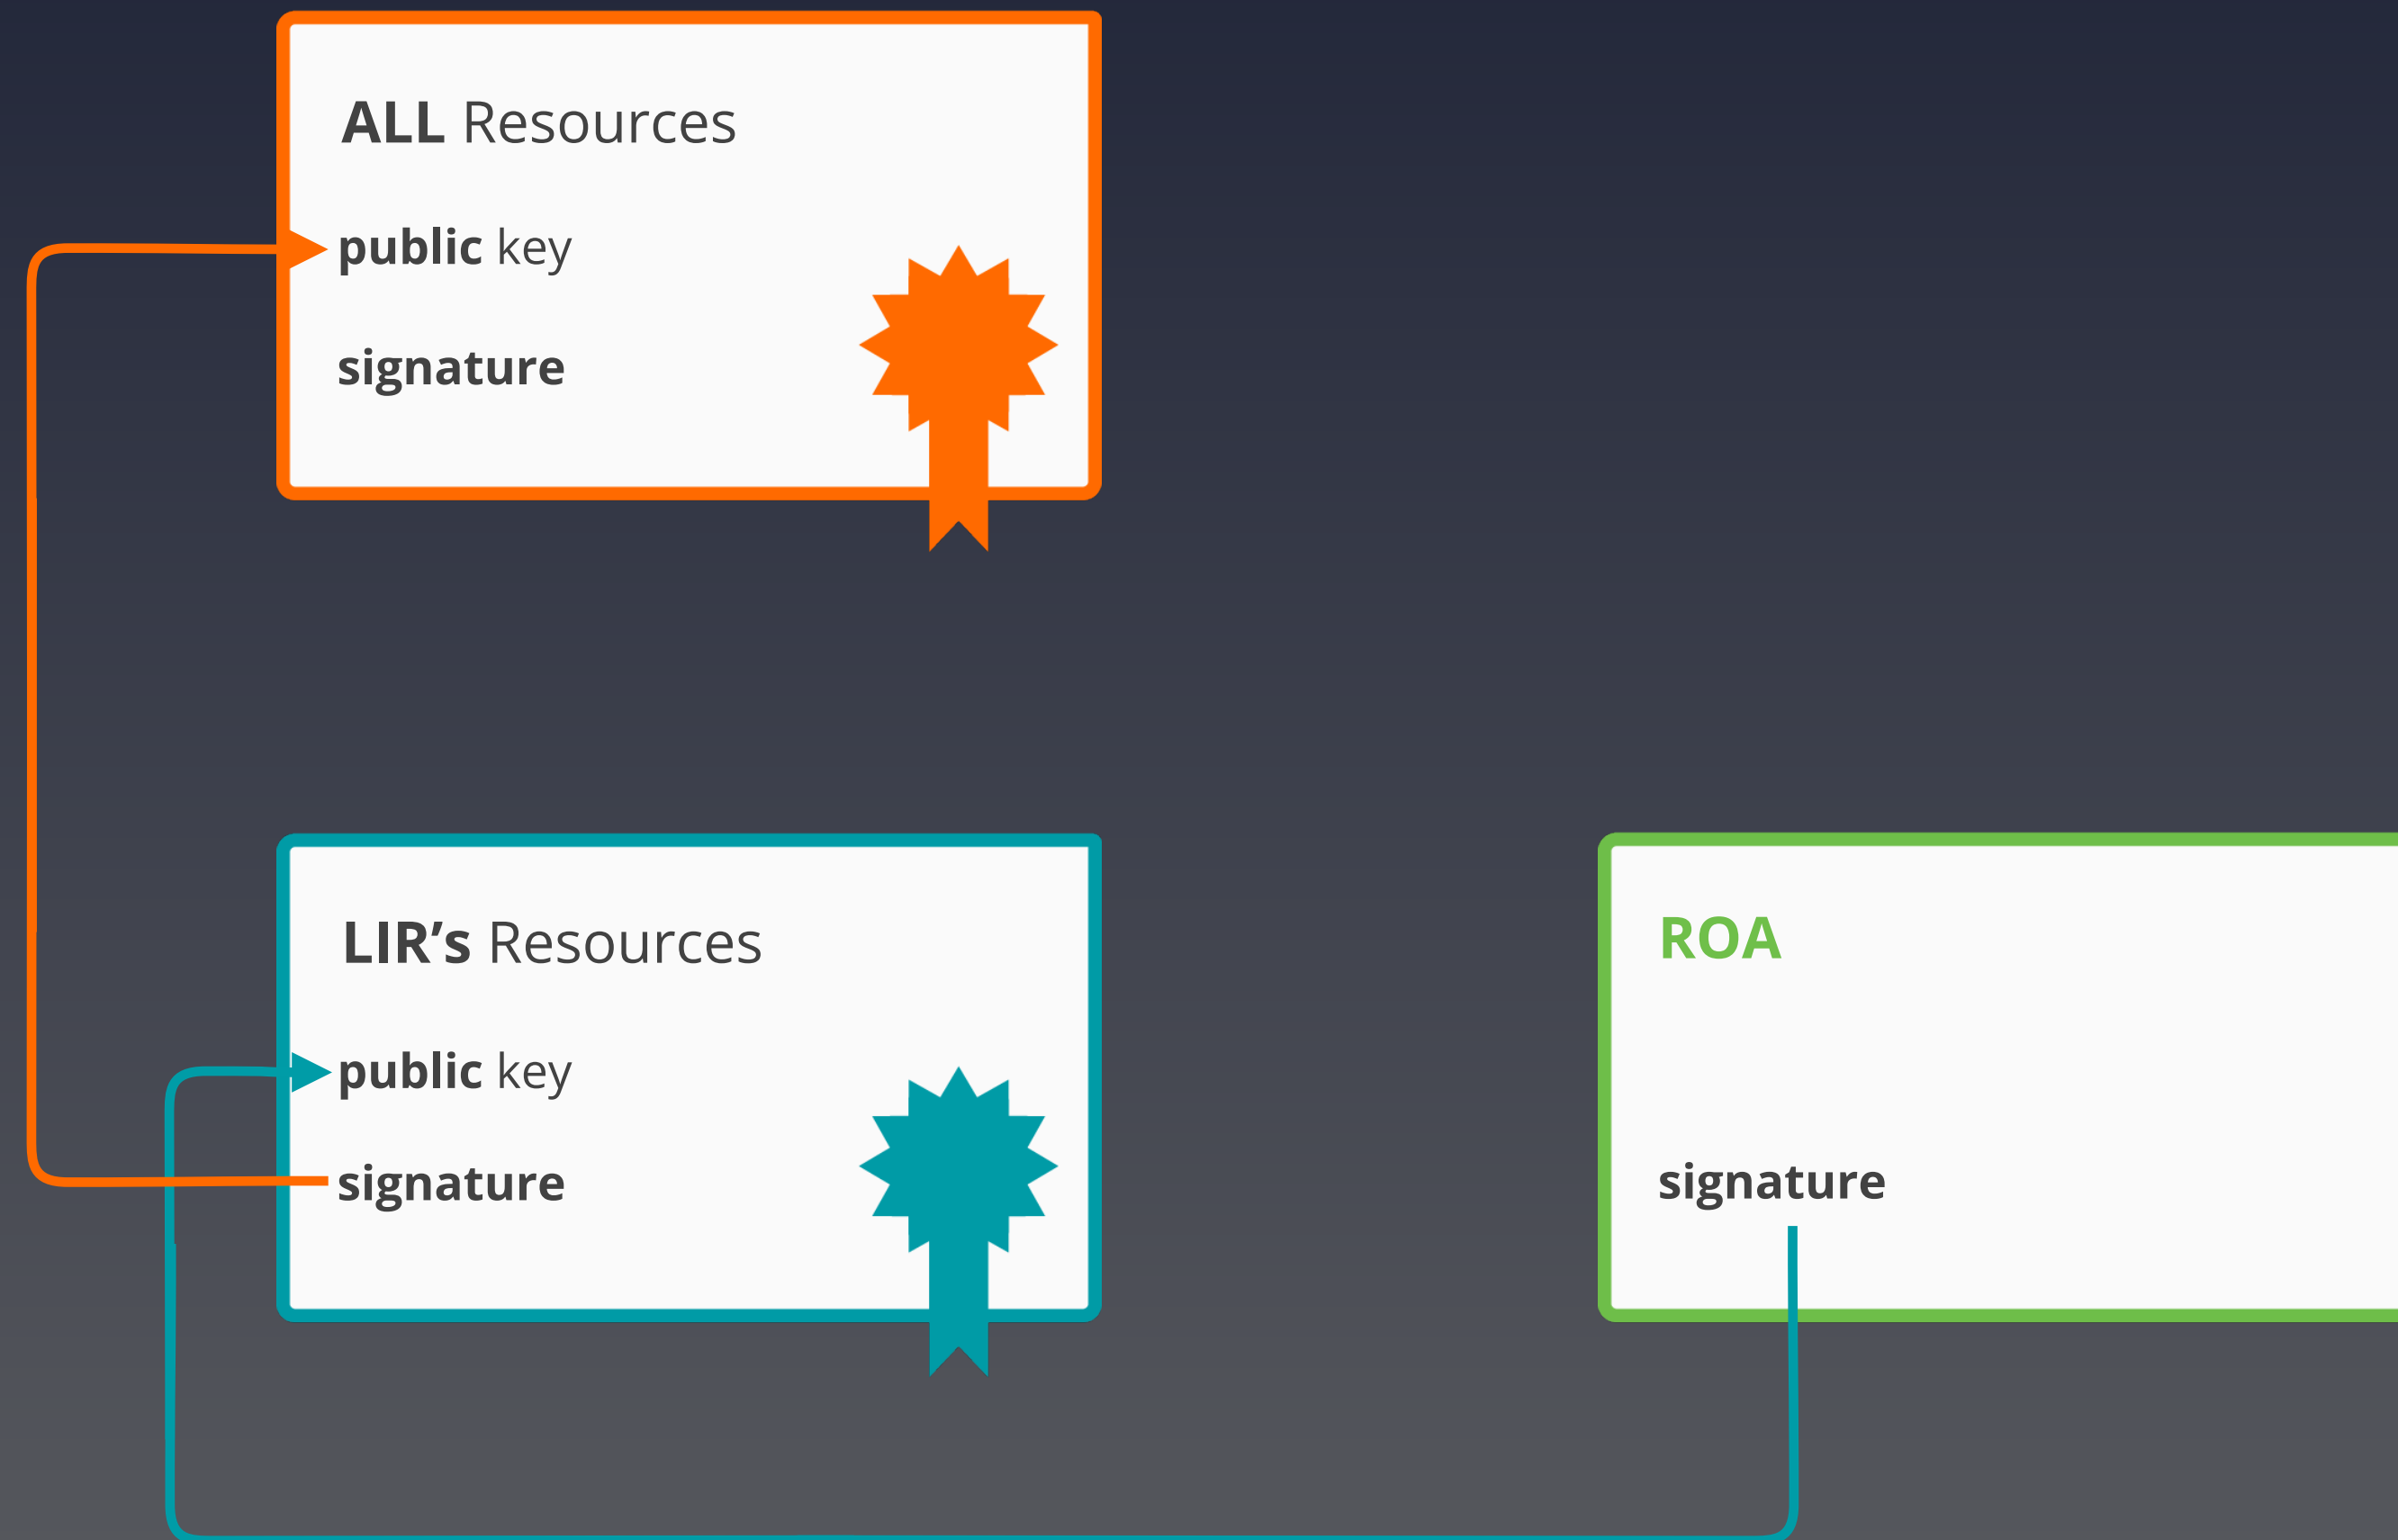 ALL Resources
public key
signature
LIR’s Resources
public key
signature
ROA
signature